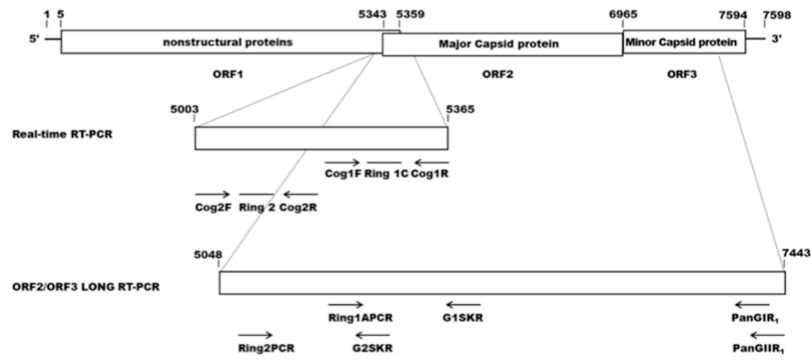 1 5 5343 5359 6965 7594 7598
5' nonstructural proteins Major Capsid protein Minor Capsid protein 3'
ORF1 ORF2 ORF3
5003 5365
Real-time RT-PCR
Cog1F Ring 1C Cog1R
Cog2F Ring 2 Cog2R
5048 7443
ORF2/ORF3 LONG RT-PCR
Ring1APCR G1SKR PanGIR₁
Ring2PCR G2SKR PanGIIR₁